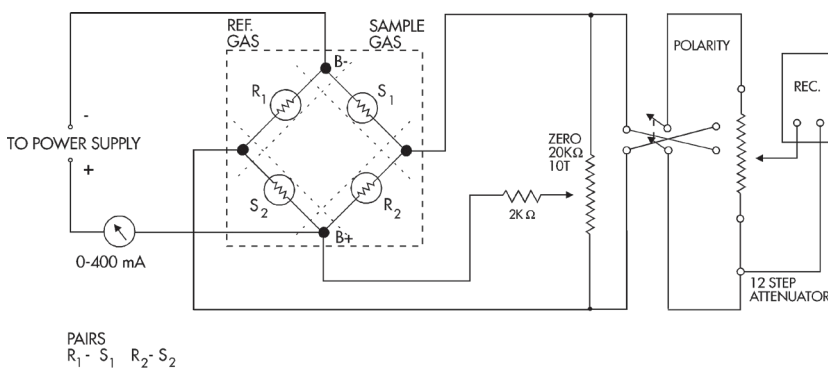 REF.
GAS
SAMPLE
GAS
B-
POLARITY
R1
S1
REC.
-
TO POWER SUPPLY
+
ZERO
20KΩ
10T
S2
R2
2K Ω
B+
0-400 mA
12 STEP
ATTENUATOR
PAIRS
R1 - S1 R2- S2